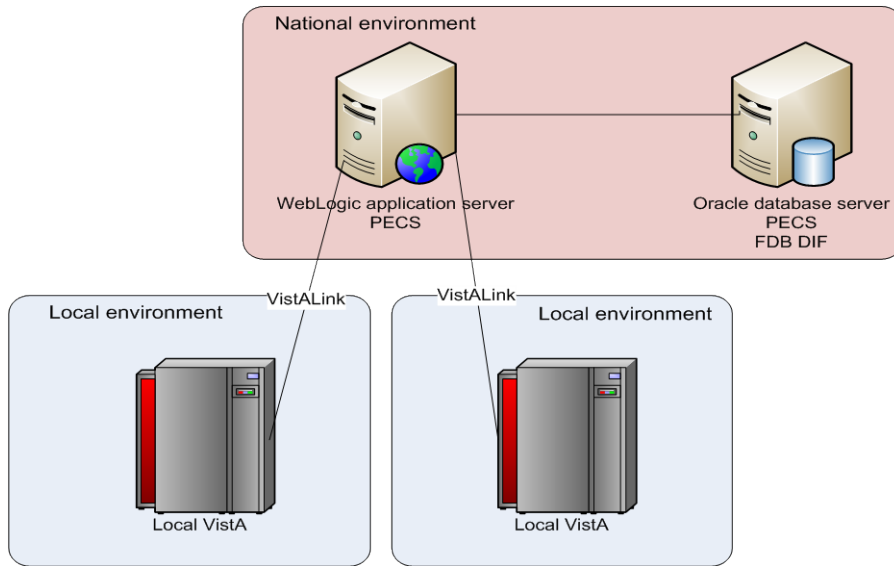 National environment
WebLogic application server
PECS
Oracle database server
PECS
FDB DIF
VistALink
VistALink
Local environment
Local environment
Local VistA
Local VistA